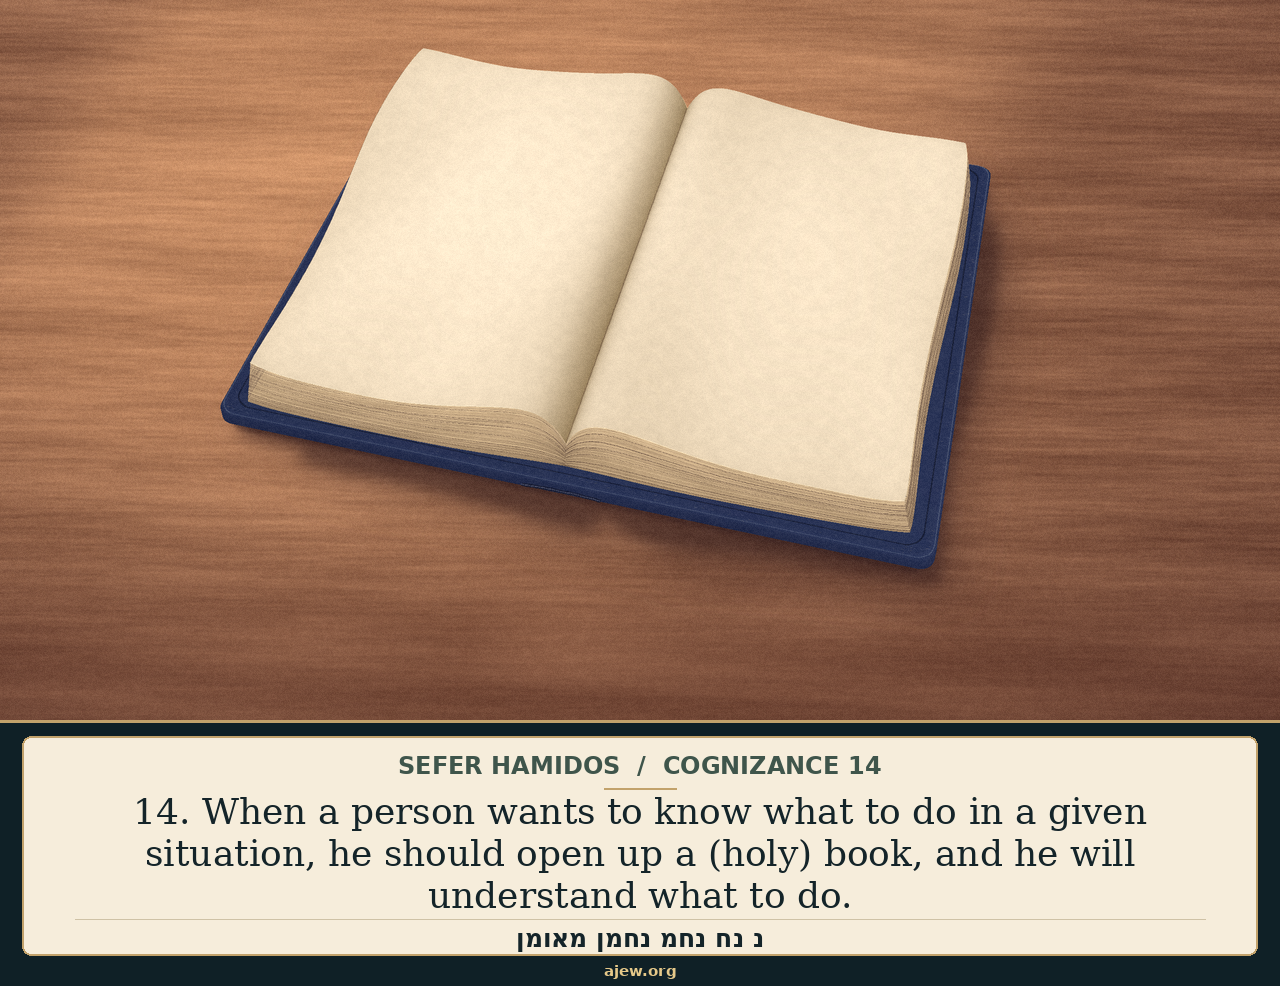 SEFER HAMIDOS / COGNIZANCE 14
14. When a person wants to know what to do in a given
situation, he should open up a (holy) book, and he will
understand what to do.
נ נח נחמ נחמן מאומן
ajew.org